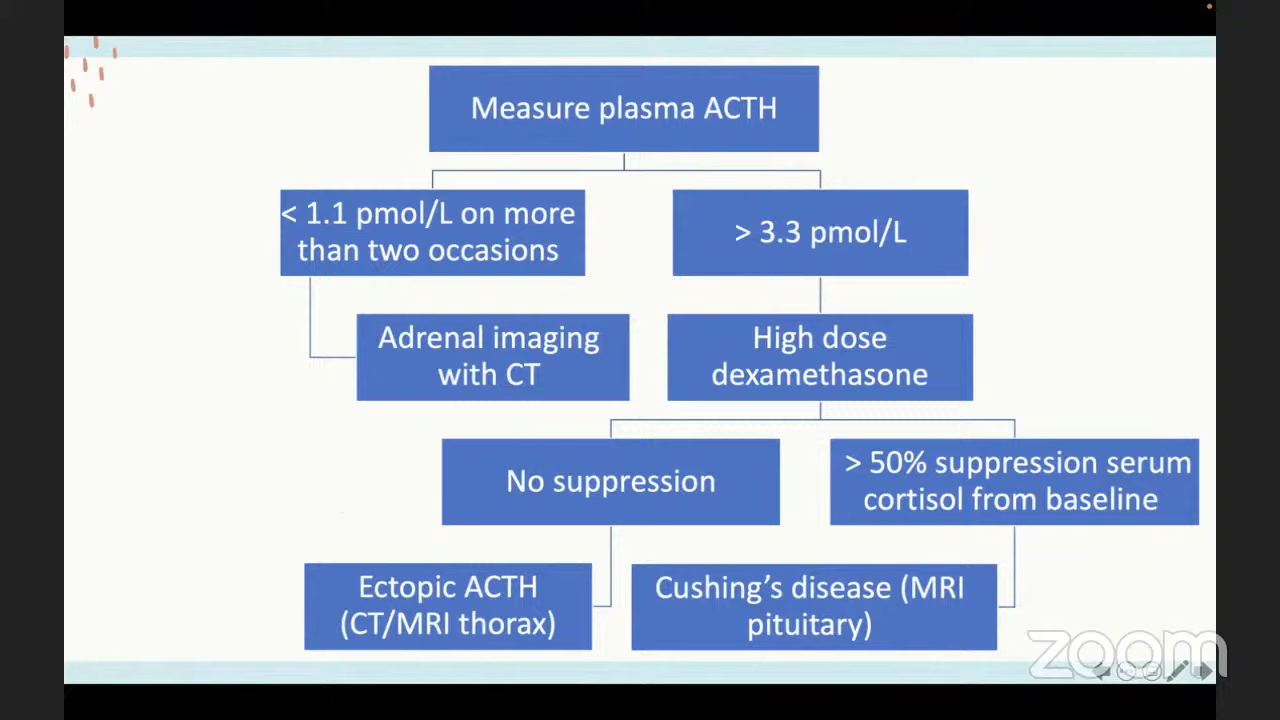 Measure plasma ACTH
< 1.1 pmol/L on more
than two occasions
> 3.3 pmol/L
Adrenal imaging
with CT
High dose
dexamethasone
No suppression
> 50% suppression serum
cortisol from baseline
Ectopic ACTH
(CT/MRI thorax)
Cushing’s disease (MRI
pituitary)
zoom